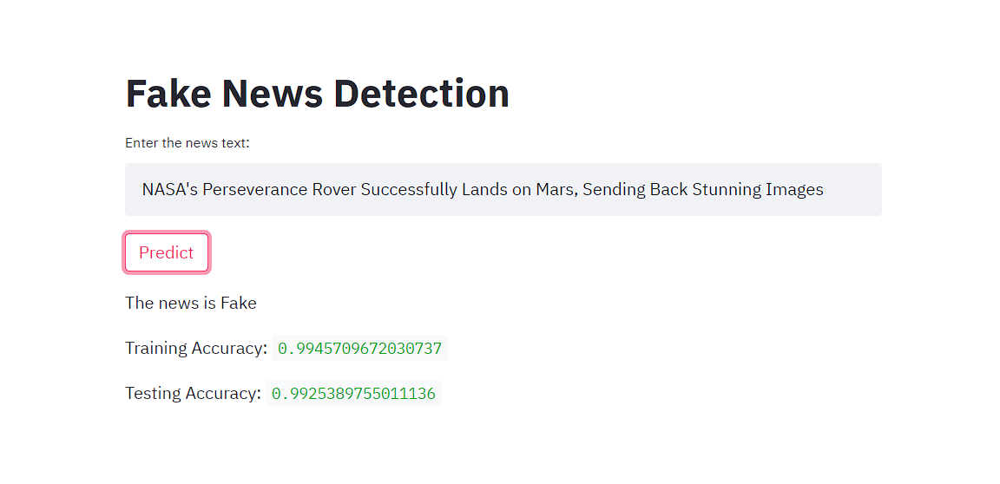 Fake News Detection
Enter the news text:
NASA's Perseverance Rover Successfully Lands on Mars, Sending Back Stunning Images
Predict
The news is Fake
Training Accuracy: 0.9945709672030737
Testing Accuracy: 0.9925389755011136